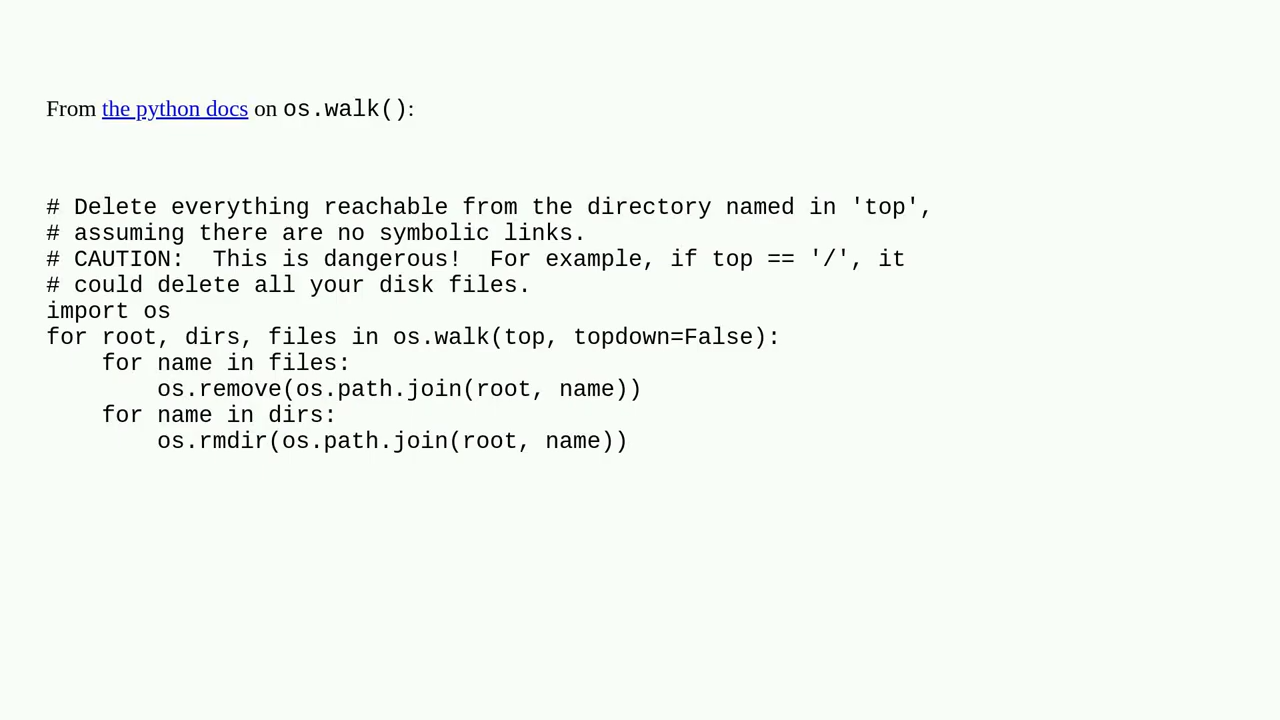 From the python docs on os.walk():
# Delete everything reachable from the directory named in 'top',
# assuming there are no symbolic links.
# CAUTION:  This is dangerous!  For example, if top == '/', it
# could delete all your disk files.
import os
for root, dirs, files in os.walk(top, topdown=False):
    for name in files:
        os.remove(os.path.join(root, name))
    for name in dirs:
        os.rmdir(os.path.join(root, name))